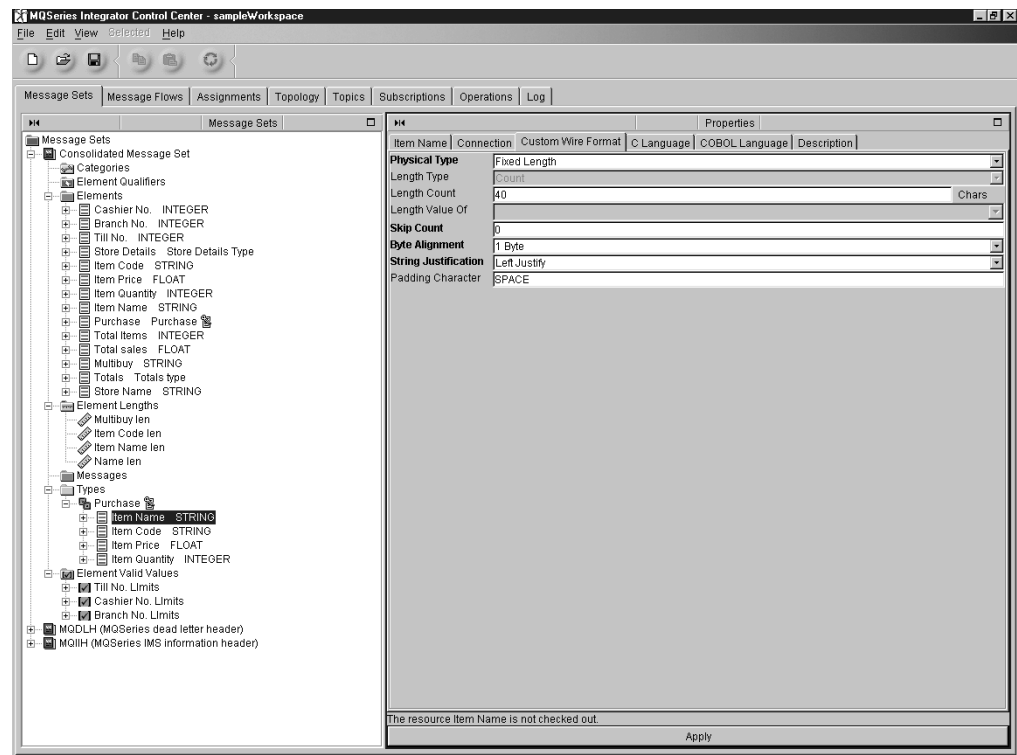 MQSeries Integrator Control Center - sampleWorkspace
File Edit View Selected Help
Message Sets Message Flows Assignments Topology Topics Subscriptions Operations Log
Message Sets
Message Sets
Consolidated Message Set
Categories
Element Qualifiers
Elements
Cashier No. INTEGER
Branch No. INTEGER
Till No. INTEGER
Store Details Store Details Type
Item Code STRING
Item Price FLOAT
Item Quantity INTEGER
Item Name STRING
Purchase Purchase
Total Items INTEGER
Total sales FLOAT
Multibuy STRING
Totals Totals type
Store Name STRING
Element Lengths
Multibuy len
Item Code len
Item Name len
Name len
Messages
Types
Purchase
Item Name STRING
Item Code STRING
Item Price FLOAT
Item Quantity INTEGER
Element Valid Values
Till No. LImits
Cashier No. LImits
Branch No. LImits
MQDLH (MQSeries dead letter header)
MQIIH (MQSeries IMS information header)
Properties
Item Name Connection Custom Wire Format C Language COBOL Language Description
Physical Type Fixed Length
Length Type Count
Length Count 40 Chars
Length Value Of
Skip Count 0
Byte Alignment 1 Byte
String Justification Left Justify
Padding Character SPACE
The resource Item Name is not checked out.
Apply